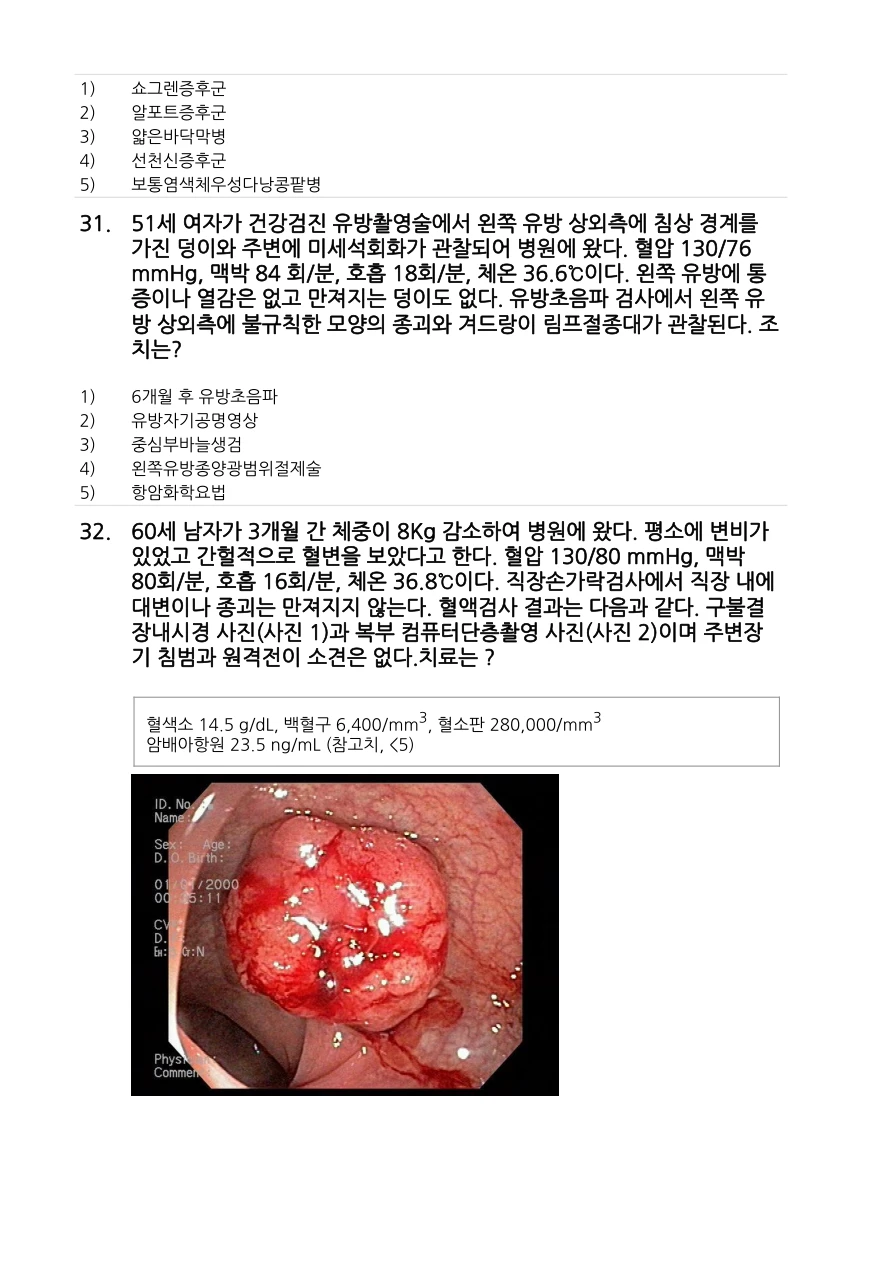 1) 쇼그렌증후군
2) 알포트증후군
3) 얇은바닥막병
4) 선천신증후군
5) 보통염색체우성다낭콩팥병
31. 51세 여자가 건강검진 유방촬영술에서 왼쪽 유방 상외측에 침상 경계를
가진 덩이와 주변에 미세석회화가 관찰되어 병원에 왔다. 혈압 130/76
mmHg, 맥박 84 회/분, 호흡 18회/분, 체온 36.6℃이다. 왼쪽 유방에 통
증이나 열감은 없고 만져지는 덩이도 없다. 유방초음파 검사에서 왼쪽 유
방 상외측에 불규칙한 모양의 종괴와 겨드랑이 림프절종대가 관찰된다. 조
치는?
1) 6개월 후 유방초음파
2) 유방자기공명영상
3) 중심부바늘생검
4) 왼쪽유방종양광범위절제술
5) 항암화학요법
32. 60세 남자가 3개월 간 체중이 8Kg 감소하여 병원에 왔다. 평소에 변비가
있었고 간헐적으로 혈변을 보았다고 한다. 혈압 130/80 mmHg, 맥박
80회/분, 호흡 16회/분, 체온 36.8℃이다. 직장손가락검사에서 직장 내에
대변이나 종괴는 만져지지 않는다. 혈액검사 결과는 다음과 같다. 구불결
장내시경 사진(사진 1)과 복부 컴퓨터단층촬영 사진(사진 2)이며 주변장
기 침범과 원격전이 소견은 없다.치료는 ?
혈색소 14.5 g/dL, 백혈구 6,400/mm³, 혈소판 280,000/mm³
암배아항원 23.5 ng/mL (참고치, <5)
ID. No.
Name:
Sex: Age:
D.O.Birth:
01/01/2000
Cr:N